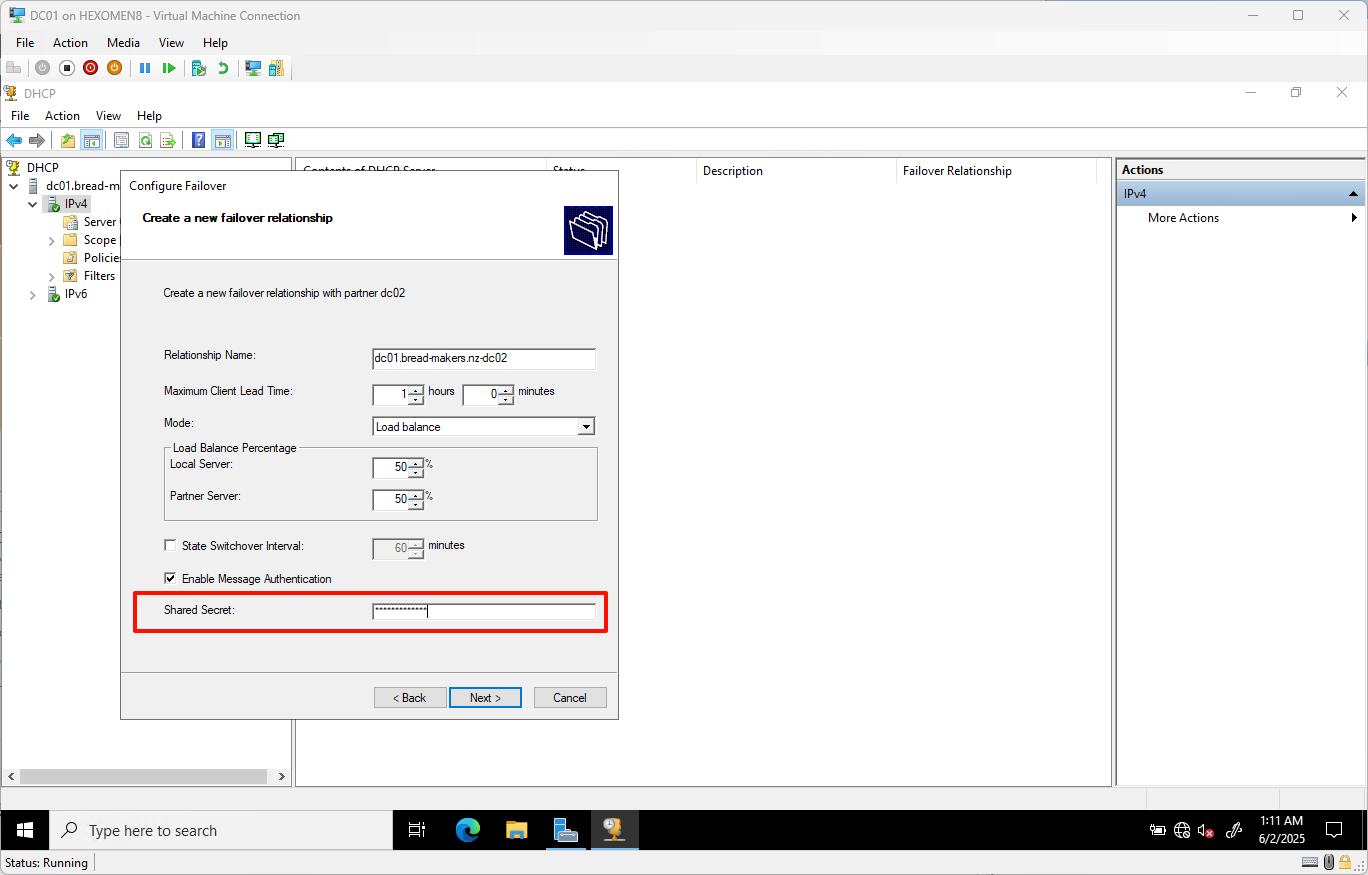 DC01 on HEXOMEN8 - Virtual Machine Connection
File Action Media View Help
DHCP
File Action View Help
DHCP
dc01.bread-m
IPv4
Server
Scope
Policie
Filters
IPv6
Contents of DHCP Server Status Description Failover Relationship
Configure Failover
Create a new failover relationship
Create a new failover relationship with partner dc02
Relationship Name: dc01.bread-makers.nz-dc02
Maximum Client Lead Time: 1 hours 0 minutes
Mode: Load balance
Load Balance Percentage
Local Server: 50 %
Partner Server: 50 %
State Switchover Interval: 60 minutes
Enable Message Authentication
Shared Secret: *************
< Back Next > Cancel
Actions
IPv4
More Actions
Type here to search
1:11 AM
6/2/2025
Status: Running